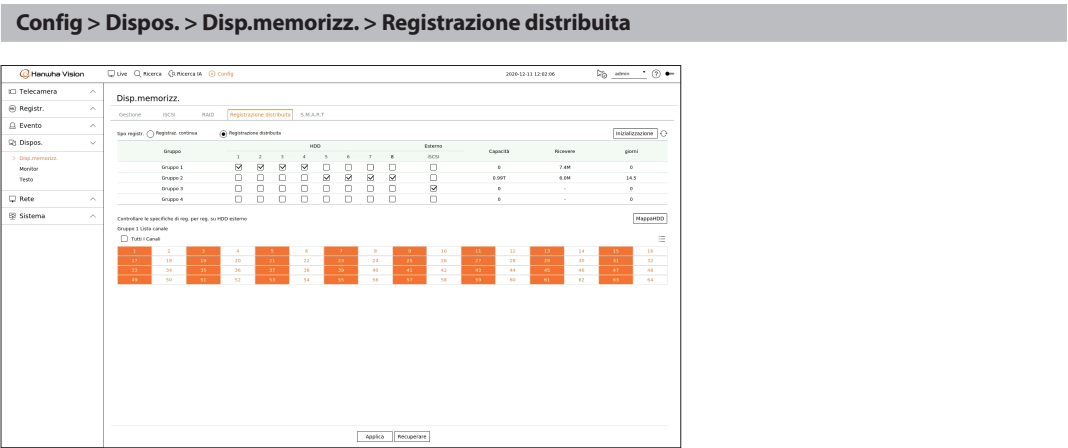 Config > Dispos. > Disp.memorizz. > Registrazione distribuita
Hanwha Vision
Live Ricerca Ricerca IA Config
2020-12-11 12:02:06
admin
Telecamera
Registr.
Evento
Dispos.
> Disp.memorizz.
Monitor
Testo
Rete
Sistema
Disp.memorizz.
Gestione iSCSI RAID Registrazione distribuita S.M.A.R.T
tipo registr. Registraz. continua Registrazione distribuita Inizializzazione
Gruppo HDD Esterno Capacità Ricevere giorni
1 2 3 4 5 6 7 8 iSCSI
Gruppo 1 0 7.4M 0
Gruppo 2 0.99T 6.0M 14.5
Gruppo 3 0 - 0
Gruppo 4 0 - 0
Controllare le specifiche di reg. per reg. su HDD esterno MappaHDD
Gruppo 1 Lista canale
Tutti i Canali
1 2 3 4 5 6 7 8 9 10 11 12 13 14 15 16
17 18 19 20 21 22 23 24 25 26 27 28 29 30 31 32
33 34 35 36 37 38 39 40 41 42 43 44 45 46 47 48
49 50 51 52 53 54 55 56 57 58 59 60 61 62 63 64
Applica Recuperare